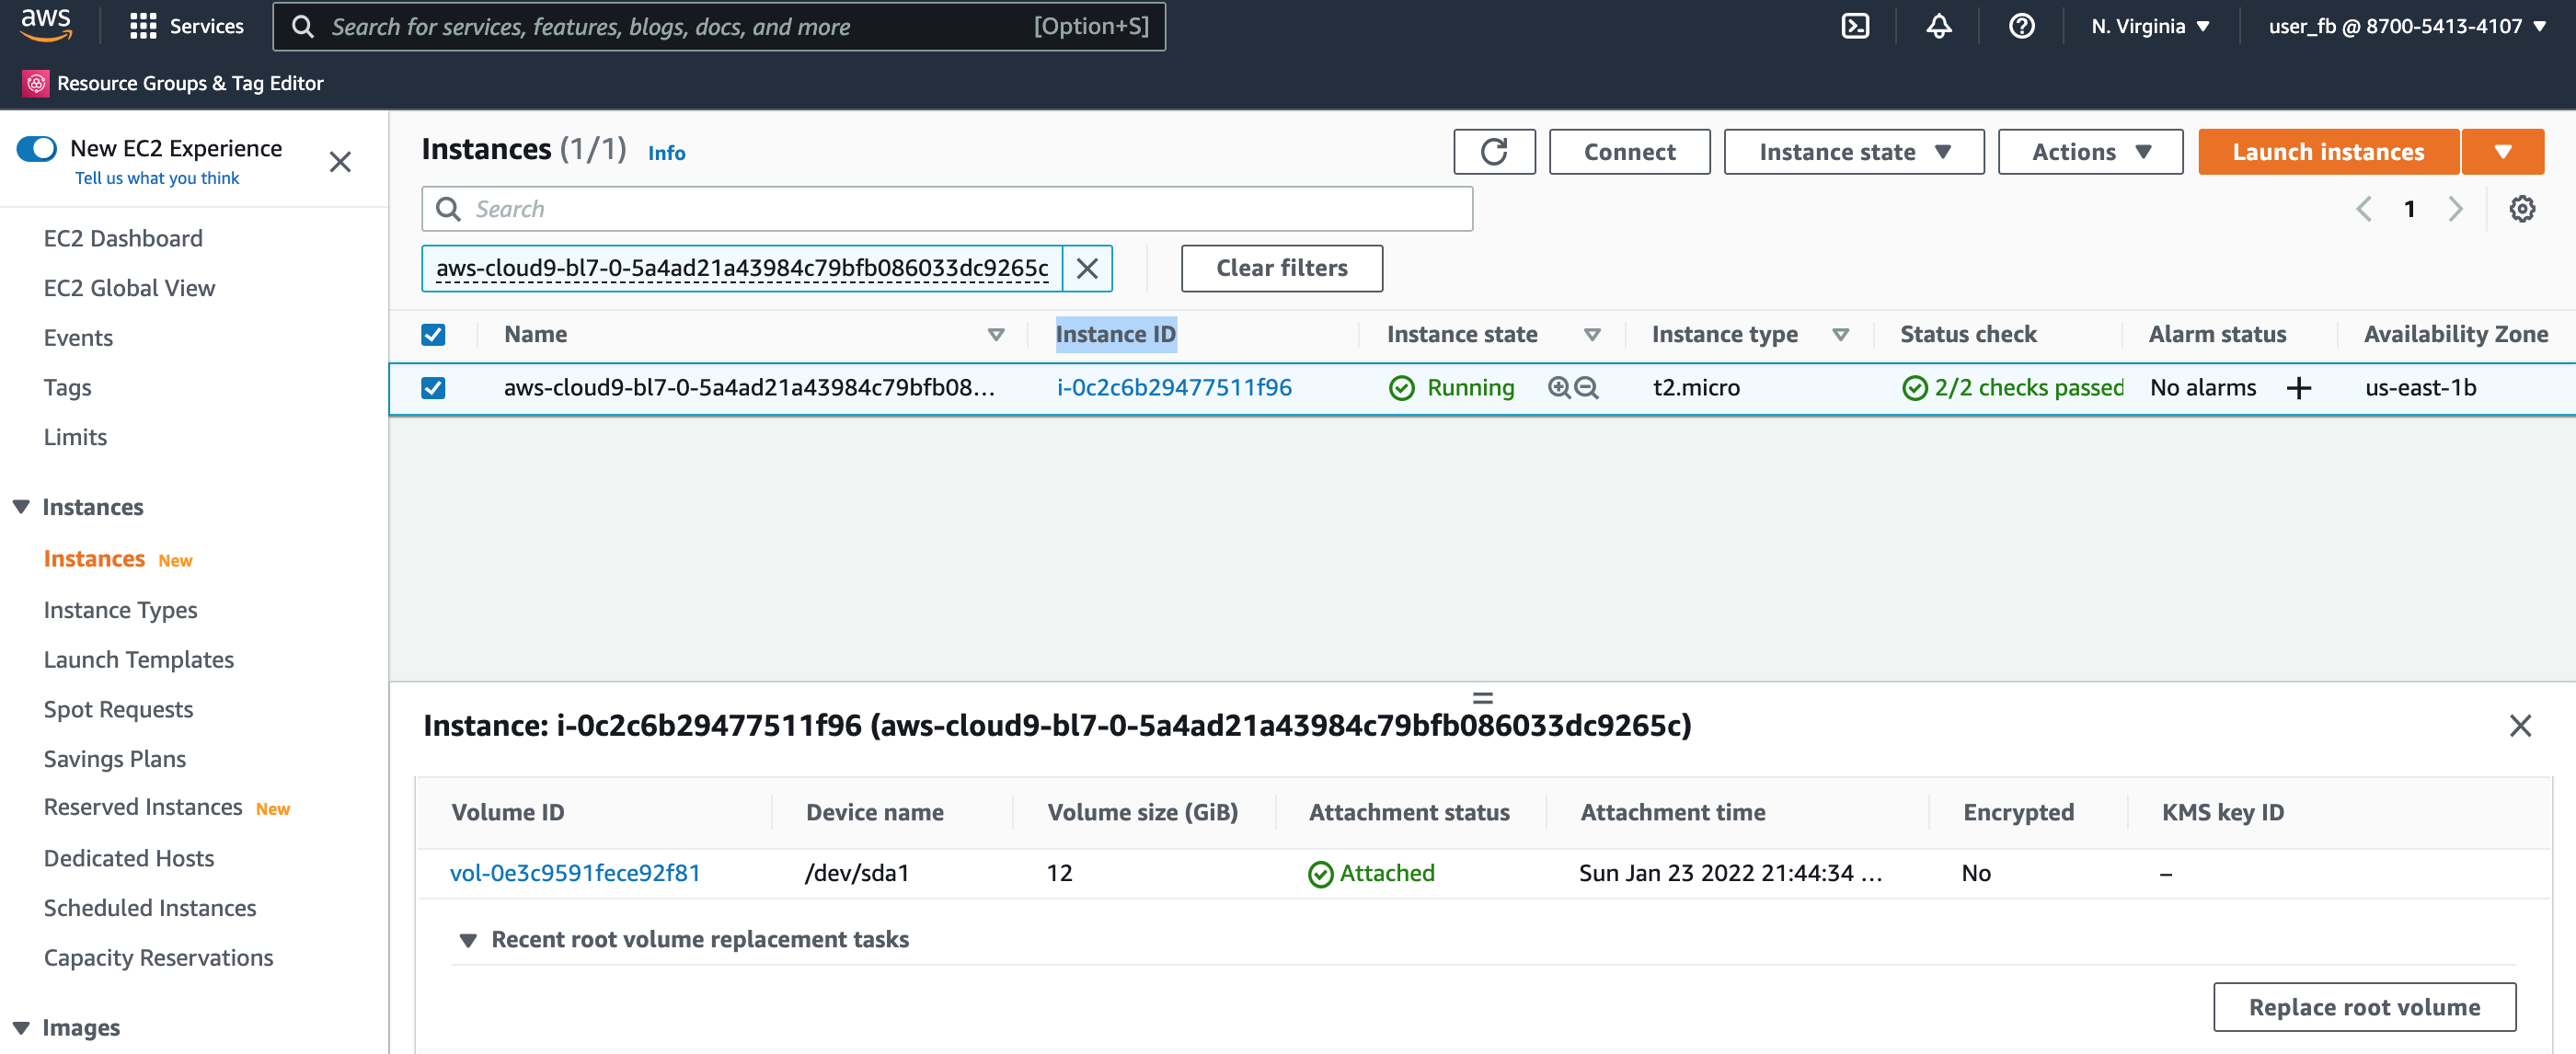 aws
Services
Search for services, features, blogs, docs, and more [Option+S]
N. Virginia ▼
user_fb @ 8700-5413-4107 ▼
Resource Groups & Tag Editor
New EC2 Experience
Tell us what you think
EC2 Dashboard
EC2 Global View
Events
Tags
Limits
Instances
Instances New
Instance Types
Launch Templates
Spot Requests
Savings Plans
Reserved Instances New
Dedicated Hosts
Scheduled Instances
Capacity Reservations
Images
Instances (1/1) Info
Connect
Instance state ▼
Actions ▼
Launch instances ▼
Search
1
aws-cloud9-bl7-0-5a4ad21a43984c79bfb086033dc9265c
Clear filters
Name Instance ID Instance state Instance type Status check Alarm status Availability Zone
aws-cloud9-bl7-0-5a4ad21a43984c79bfb08... i-0c2c6b29477511f96 Running t2.micro 2/2 checks passed No alarms + us-east-1b
Instance: i-0c2c6b29477511f96 (aws-cloud9-bl7-0-5a4ad21a43984c79bfb086033dc9265c)
Volume ID Device name Volume size (GiB) Attachment status Attachment time Encrypted KMS key ID
vol-0e3c9591fece92f81 /dev/sda1 12 Attached Sun Jan 23 2022 21:44:34 ... No –
Recent root volume replacement tasks
Replace root volume